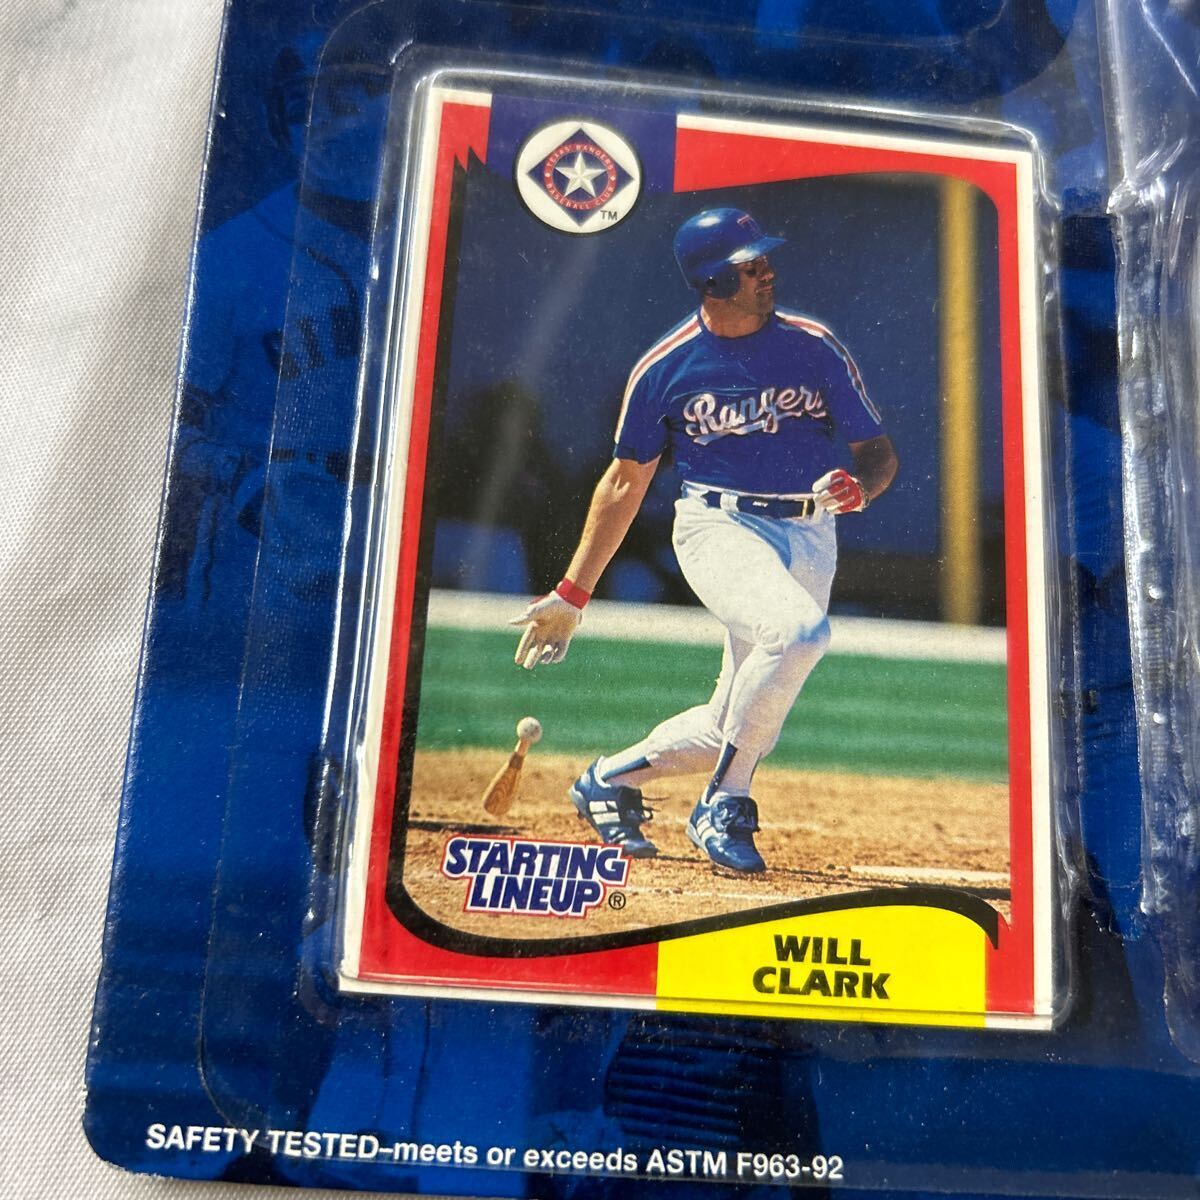 TEXAS RANGERS
BASEBALL CLUB
TM
T
Rangers
STARTING
LINEUP®
WILL
CLARK
SAFETY TESTED–meets or exceeds ASTM F963-92